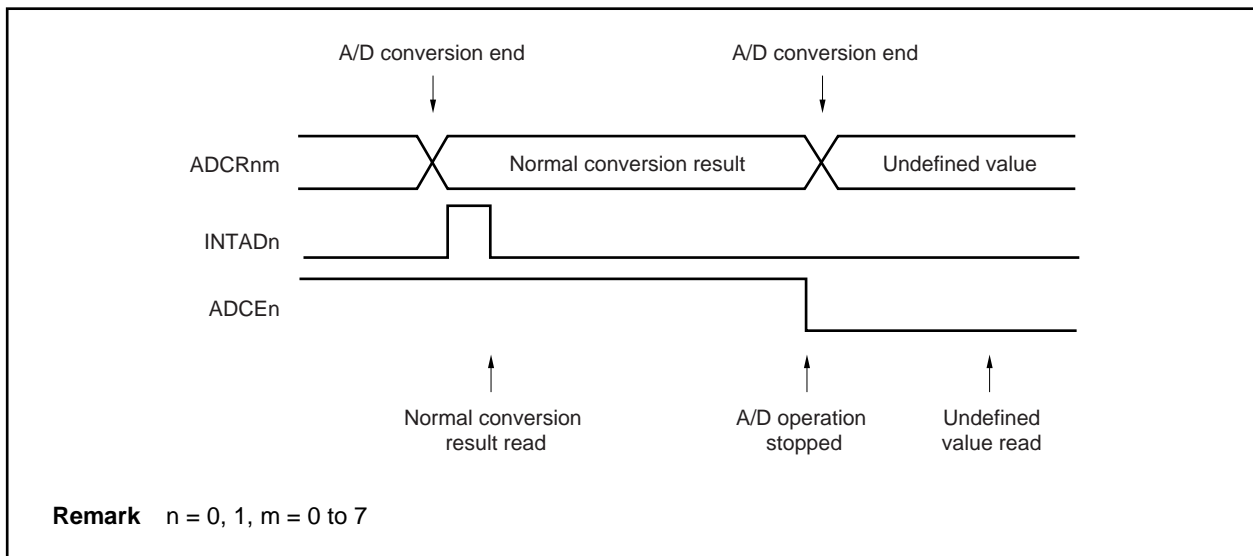 A/D conversion end
A/D conversion end
ADCRnm
Normal conversion result
Undefined value
INTADn
ADCEn
Normal conversion
result read
A/D operation
stopped
Undefined
value read
Remark n = 0, 1, m = 0 to 7